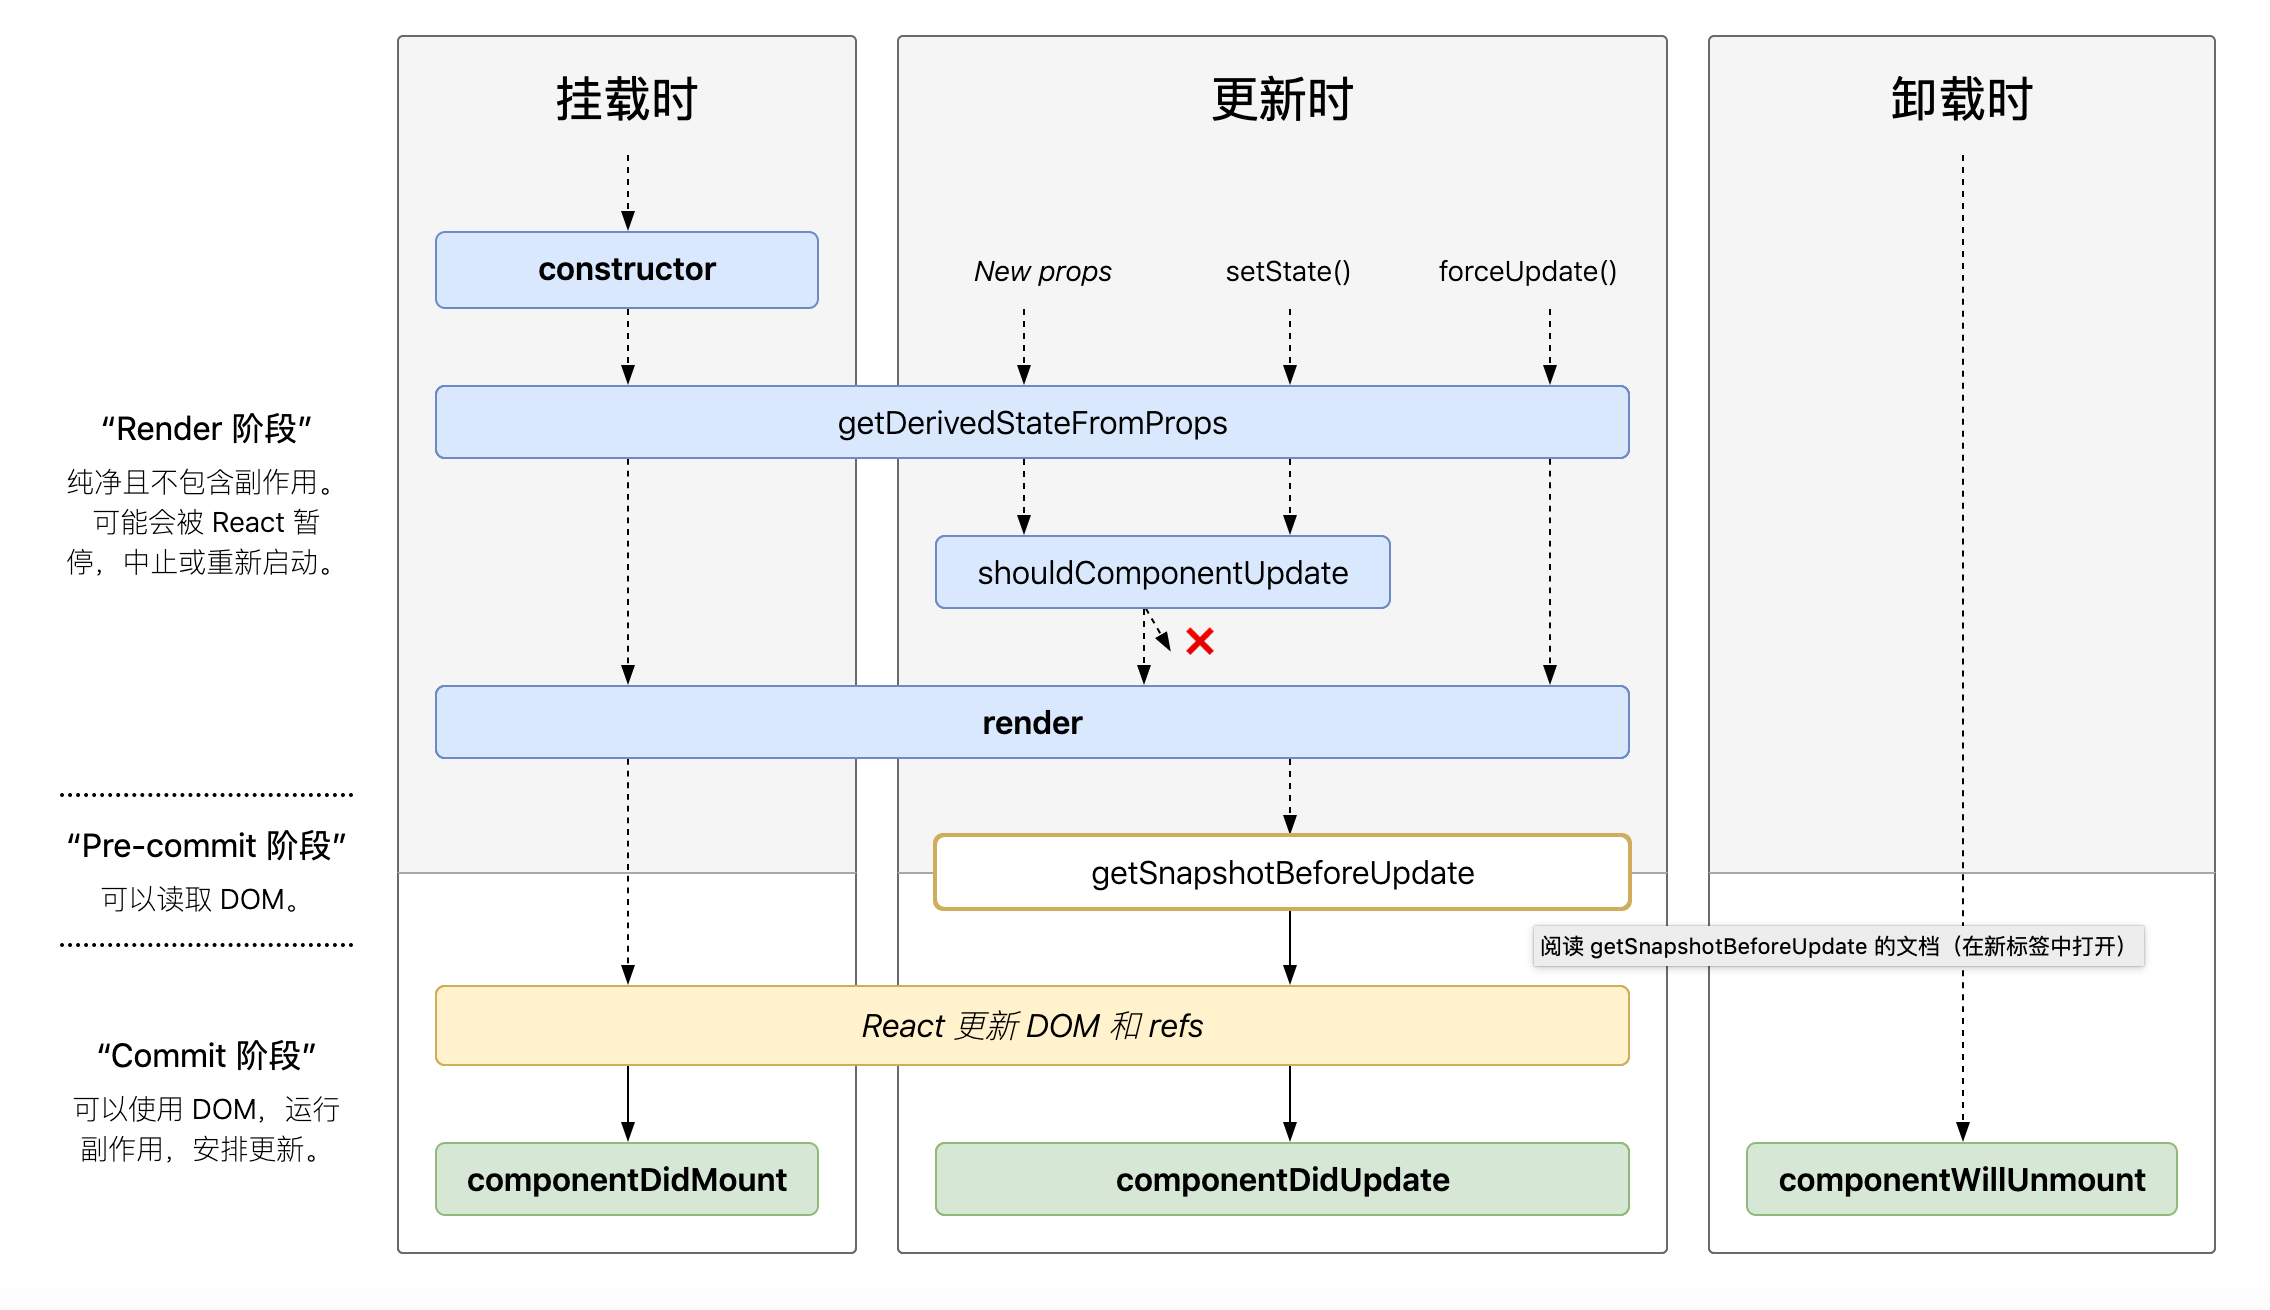 挂载时
更新时
卸载时
constructor
New props
setState()
forceUpdate()
getDerivedStateFromProps
“Render 阶段”
纯净且不包含副作用。
可能会被 React 暂
停，中止或重新启动。
shouldComponentUpdate
render
“Pre-commit 阶段”
可以读取 DOM。
getSnapshotBeforeUpdate
阅读 getSnapshotBeforeUpdate 的文档（在新标签中打开）
React 更新 DOM 和 refs
“Commit 阶段”
可以使用 DOM，运行
副作用，安排更新。
componentDidMount
componentDidUpdate
componentWillUnmount